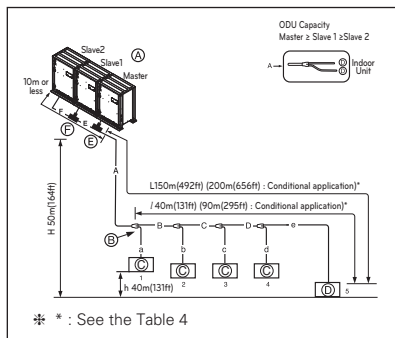 ODU Capacity
Master ≥ Slave 1 ≥Slave 2
A
Indoor
Unit
Slave2
Slave1
Master
A
10m or
less
F
E
F
E
A
H 50m(164ft)
L150m(492ft) (200m(656ft) : Conditional application)*
l 40m(131ft) (90m(295ft) : Conditional application)*
B
B
C
D
e
a
b
c
d
C
C
C
C
D
1
2
3
4
5
h 40m(131ft)
❋ * : See the Table 4